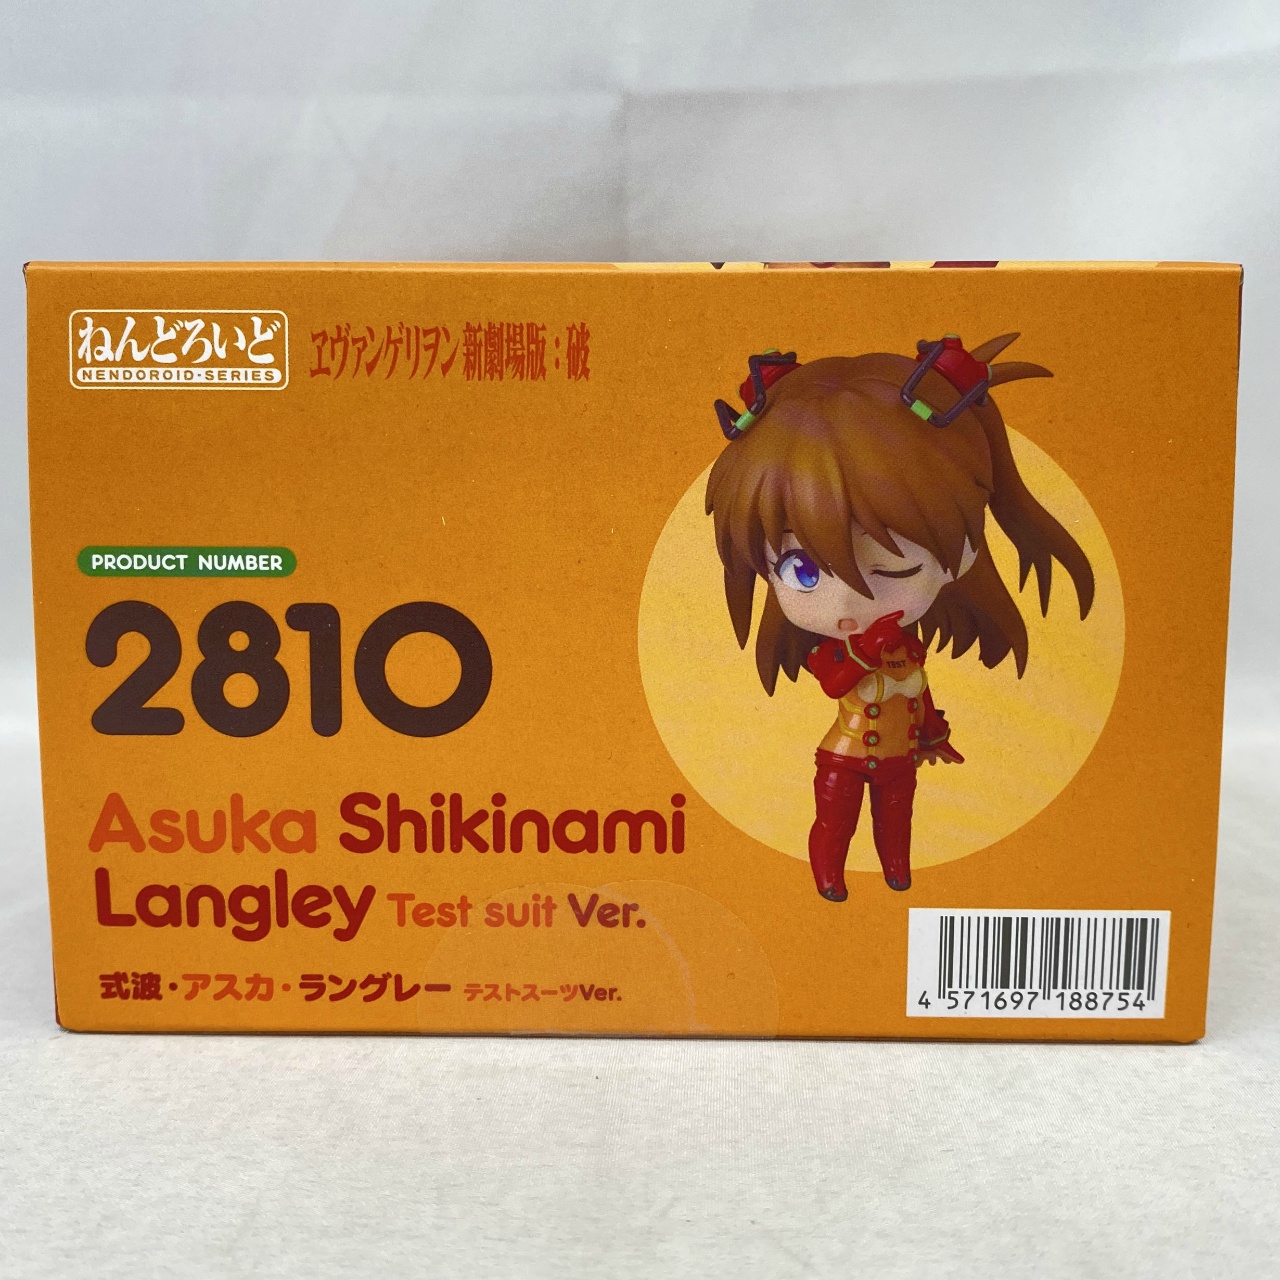 ねんどろいど
NENDOROID·SERIES
ヱヴァンゲリヲン新劇場版：破
PRODUCT NUMBER
2810
TEST
Asuka Shikinami
Langley Test suit Ver.
式波・アスカ・ラングレー テストスーツVer.
4 571697 188754